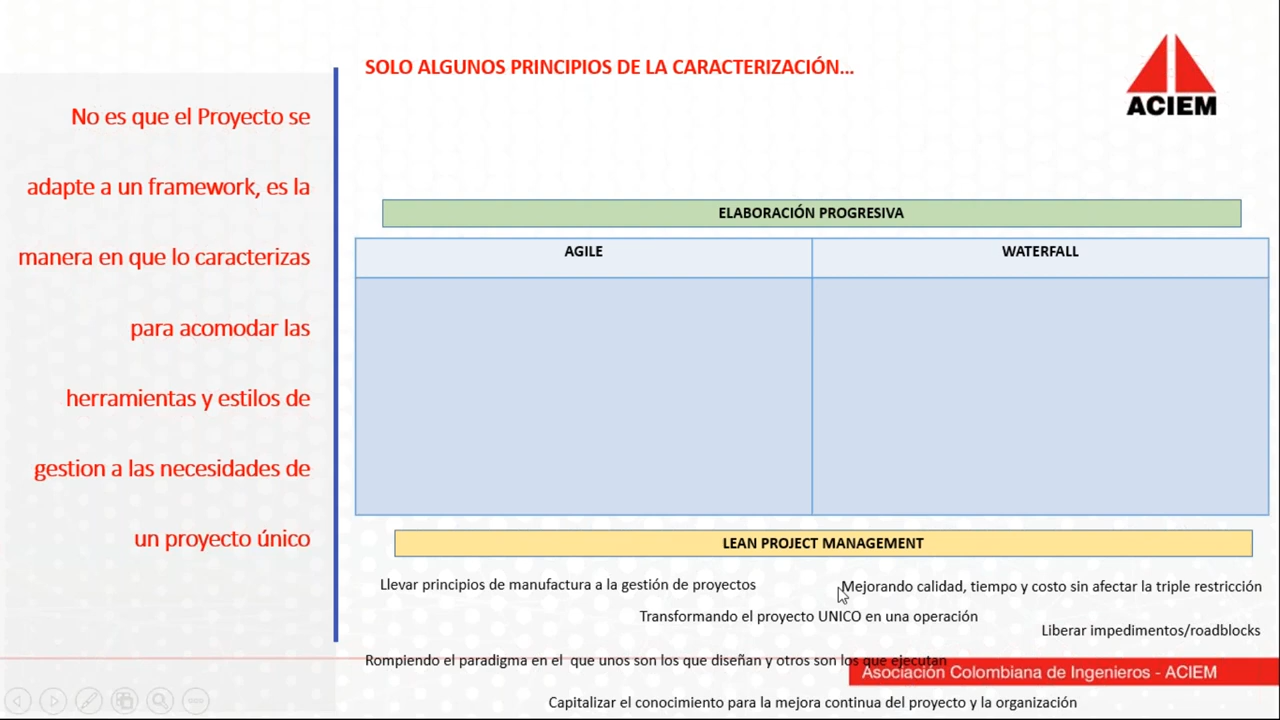 SOLO ALGUNOS PRINCIPIOS DE LA CARACTERIZACIÓN...
ACIEM
No es que el Proyecto se
adapte a un framework, es la
manera en que lo caracterizas
para acomodar las
herramientas y estilos de
gestion a las necesidades de
un proyecto único
ELABORACIÓN PROGRESIVA
AGILE
WATERFALL
LEAN PROJECT MANAGEMENT
Llevar principios de manufactura a la gestión de proyectos
Mejorando calidad, tiempo y costo sin afectar la triple restricción
Transformando el proyecto UNICO en una operación
Liberar impedimentos/roadblocks
Rompiendo el paradigma en el que unos son los que diseñan y otros son los que ejecutan
Asociación Colombiana de Ingenieros - ACIEM
Capitalizar el conocimiento para la mejora continua del proyecto y la organización